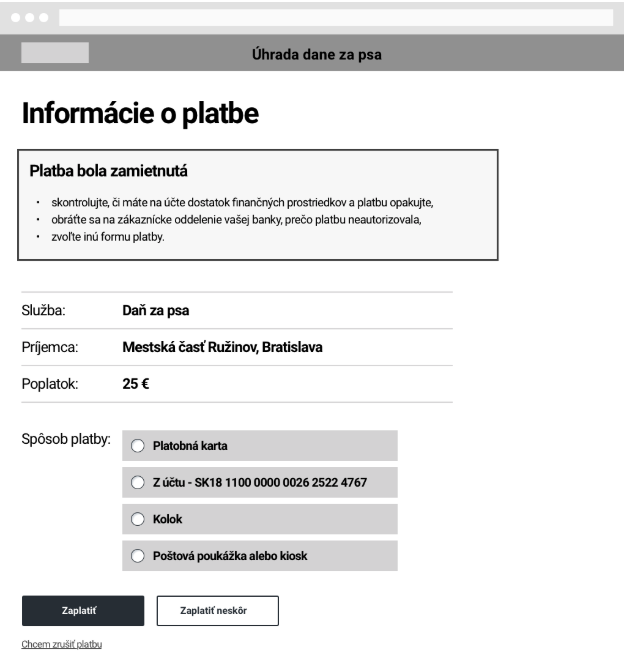 Úhrada dane za psa
Informácie o platbe
Platba bola zamietnutá
• skontrolujte, či máte na účte dostatok finančných prostriedkov a platbu opakujte,
• obráťte sa na zákaznícke oddelenie vašej banky, prečo platbu neautorizovala,
• zvoľte inú formu platby.
Služba: Daň za psa
Príjemca: Mestská časť Ružinov, Bratislava
Poplatok: 25 €
Spôsob platby: Platobná karta
Z účtu - SK18 1100 0000 0026 2522 4767
Kolok
Poštová poukážka alebo kiosk
Zaplatiť Zaplatiť neskôr
Chcem zrušiť platbu